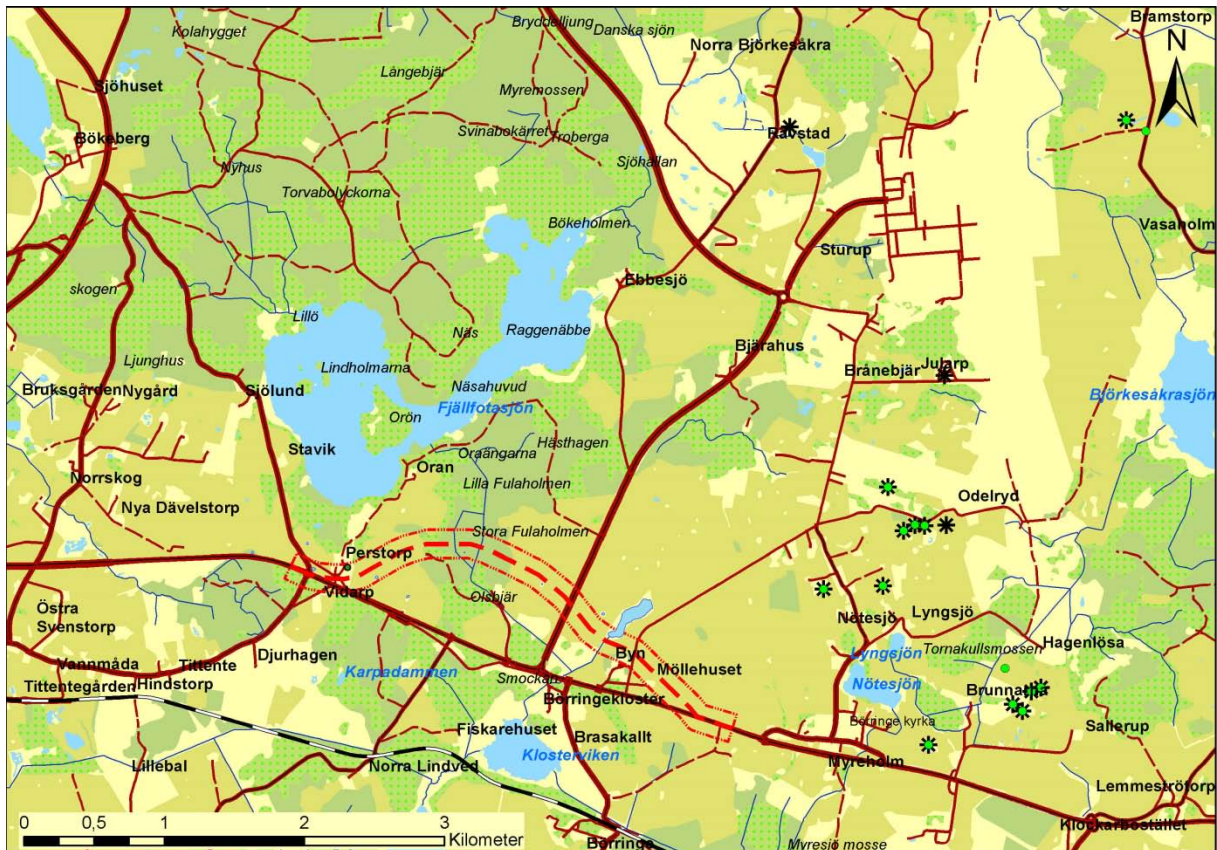 Kolahygget
Bryddelljung
Danska sjön
Bramstorp
N
Norra Björkesåkra
Långebjär
Sjöhuset
Myremossen
Bökeberg
Svinabokärret
Troberga
Rävstad
Sjöhallan
Nyhus
Torvabolyckorna
Bökeholmen
Vasaholm
Sturup
Ebbesjö
skogen
Lillö
Näs
Raggenäbbe
Bjärahus
Ljunghus
Lindholmarna
Brånebjär
Jularp
Bruksgården
Nygård
Sjölund
Näsahuvud
Fjällfotasjön
Björkesåkrasjön
Orön
Stavik
Hästhagen
Oraängarna
Oran
Norrskog
Lilla Fulaholmen
Odelryd
Nya Dävelstorp
Stora Fulaholmen
Perstorp
Vidarp
Olsbjär
Östra
Svenstorp
Nötesjö
Lyngsjö
Hagenlösa
Djurhagen
Byn
Lyngsjön
Tornakullsmossen
Vannmåda
Tittente
Karpadammen
Smockan
Möllehuset
Nötesjön
Tittentegården
Hindstorp
Börringekloster
Börringe kyrka
Fiskarehuset
Brasakallt
Sallerup
Klosterviken
Myreholm
Lillebal
Norra Lindved
Lemmeströtorp
0 0,5 1 2 3
Kilometer
Klockarbostället
Börringe
Myresjö mosse